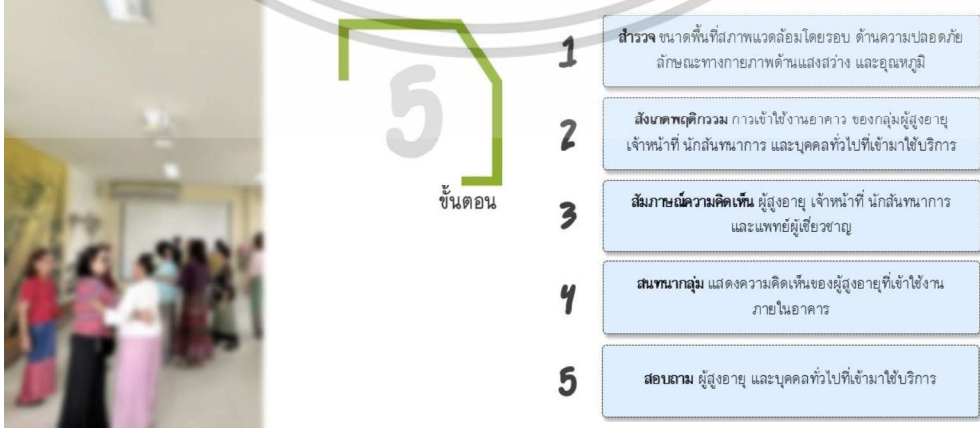 5
ขั้นตอน
1
สำรวจ ขนาดพื้นที่สภาพแวดล้อมโดยรอบ ด้านความปลอดภัย
ลักษณะทางกายภาพด้านแสงสว่าง และอุณหภูมิ
2
สังเกตพฤติกรรม การเข้าใช้งานอาคาร ของกลุ่มผู้สูงอายุ
เจ้าหน้าที่ นักสันทนาการ และบุคคลทั่วไปที่เข้ามาใช้บริการ
3
สัมภาษณ์ความคิดเห็น ผู้สูงอายุ เจ้าหน้าที่ นักสันทนาการ
และแพทย์ผู้เชี่ยวชาญ
4
สนทนากลุ่ม แสดงความคิดเห็นของผู้สูงอายุที่เข้าใช้งาน
ภายในอาคาร
5
สอบถาม ผู้สูงอายุ และบุคคลทั่วไปที่เข้ามาใช้บริการ